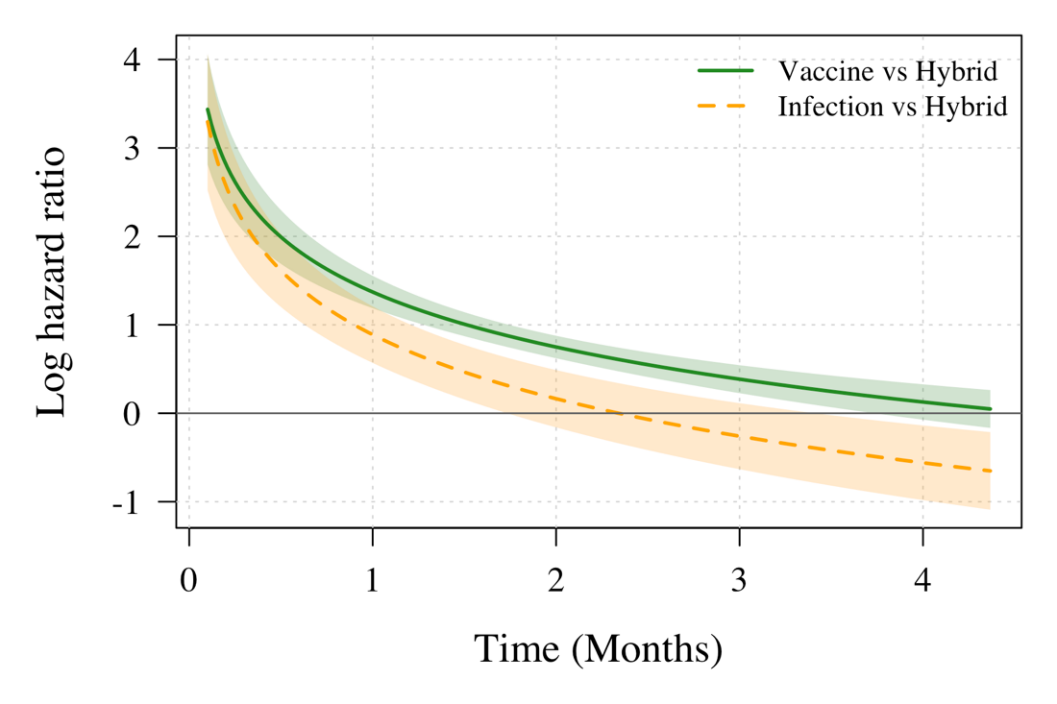 Vaccine vs Hybrid
Infection vs Hybrid
Log hazard ratio
4
3
2
1
0
-1
0 1 2 3 4
Time (Months)